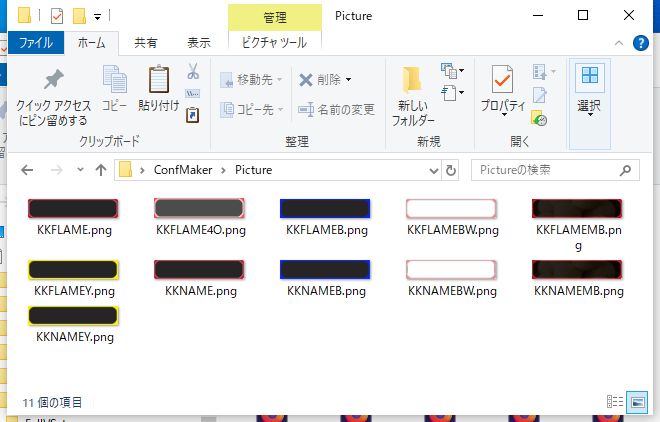 管理
Picture
ファイル
ホーム
共有
表示
ピクチャ ツール
クイック アクセス
にピン留めする
コピー
貼り付け
クリップボード
移動先
コピー先
削除
名前の変更
整理
新しい
フォルダー
新規
プロパティ
開く
選択
ConfMaker
Picture
Pictureの検索
KKFLAME.png
KKFLAME4O.png
KKFLAMEB.png
KKFLAMEBW.png
KKFLAMEMB.pn
g
KKFLAMEY.png
KKNAME.png
KKNAMEB.png
KKNAMEBW.png
KKNAMEMB.png
KKNAMEY.png
11 個の項目